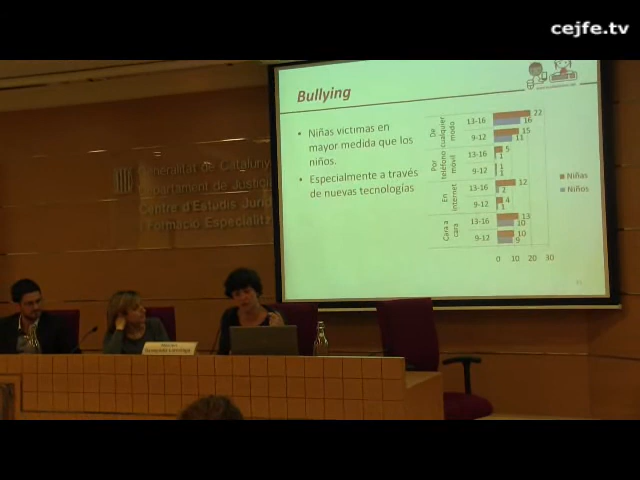 cejfe.tv
Bullying
• Niñas víctimas en
mayor medida que los
niños.
• Especialmente a través
de nuevas tecnologías
De
cualquier
modo
13-16
22
16
9-12
15
11
Por
teléfono
móvil
13-16
5
1
9-12
1
1
En
internet
13-16
12
2
9-12
4
1
Cara a
cara
13-16
13
10
9-12
10
9
0 10 20 30
Niñas
Niños
Generalitat de Catalunya
Departament de Justícia
Centre d'Estudis Jurídi
i Formació Especialitz